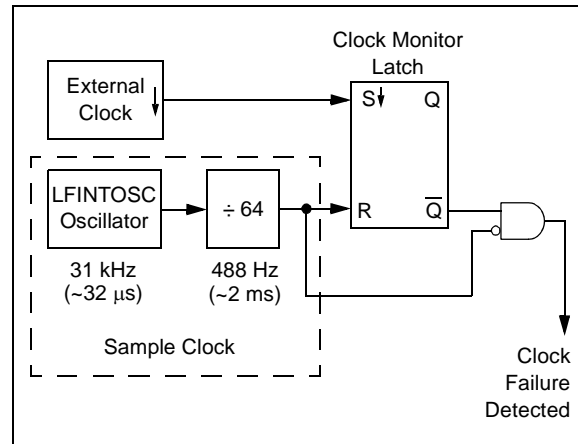 Clock Monitor
Latch
External
Clock
S
Q
LFINTOSC
Oscillator
÷ 64
R
Q̅
31 kHz
(~32 μs)
488 Hz
(~2 ms)
Sample Clock
Clock
Failure
Detected